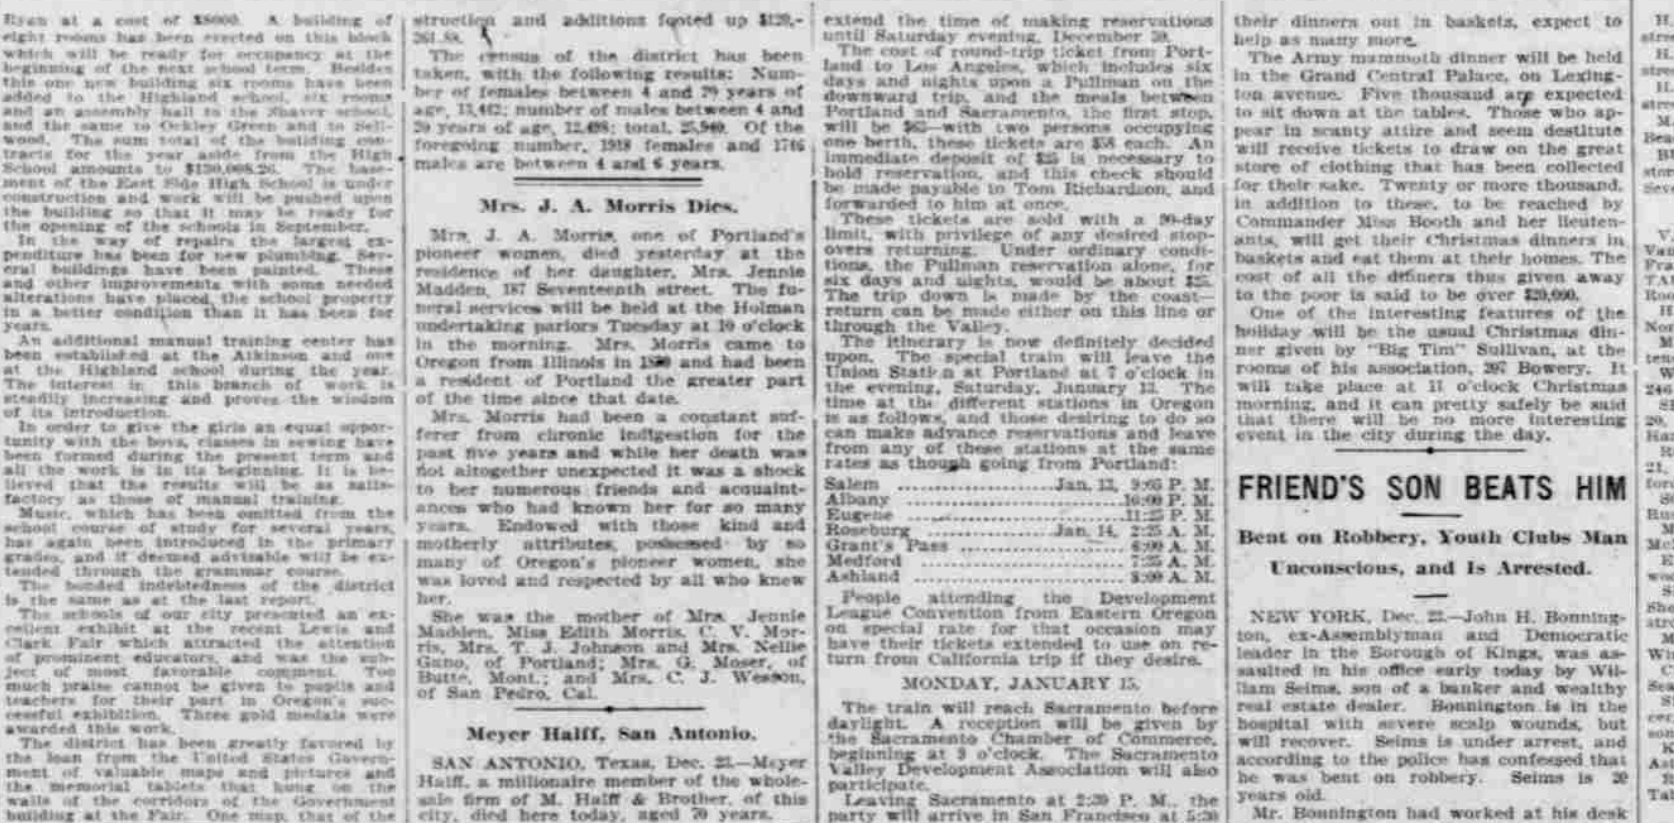 Ryan at a cost of $8000. A building of
eight rooms has been erected on this block
which will be ready for occupancy at the
beginning of the next school term. Besides
this one new building six rooms have been
added to the Highland school, six rooms
and an assembly hall to the Shaver school,
and the same to Ockley Green and to Sell-
wood. The sum total of the building con-
tracts for the year aside from the High
School amounts to $130,008.26. The base-
ment of the East Side High School is under
construction and work will be pushed upon
the building so that it may be ready for
the opening of the schools in September.
In the way of repairs the largest ex-
penditure has been for new plumbing. Sev-
eral buildings have been painted. These
and other improvements with some needed
alterations have placed the school property
in a better condition than it has been for
years.
An additional manual training center has
been established at the Atkinson and one
at the Highland school during the year.
The interest in this branch of work is
steadily increasing and proves the wisdom
of its introduction.
In order to give the girls an equal oppor-
tunity with the boys, classes in sewing have
been formed during the present term and
all the work is in its beginning. It is be-
lieved that the results will be as satis-
factory as those of manual training.
Music, which has been omitted from the
school course of study for several years,
has again been introduced in the primary
grades, and if deemed advisable will be ex-
tended through the grammar course.
The bonded indebtedness of the district
is the same as at the last report.
The schools of our city presented an ex-
cellent exhibit at the recent Lewis and
Clark Fair which attracted the attention
of prominent educators, and was the sub-
ject of most favorable comment. Too
much praise cannot be given to pupils and
teachers for their part in Oregon's suc-
cessful exhibition. Three gold medals were
awarded this work.
The district has been greatly favored by
the loan from the United States Govern-
ment of valuable maps and pictures and
the memorial tablets that hung on the
walls of the corridors of the Government
building at the Fair. One map, that of the
struction and additions footed up $120,-
261.88.
The census of the district has been
taken, with the following results: Num-
ber of females between 4 and 20 years of
age, 13,442; number of males between 4 and
20 years of age, 12,498; total, 25,940. Of the
foregoing number, 1918 females and 1746
males are between 4 and 6 years.
Mrs. J. A. Morris Dies.
Mrs. J. A. Morris, one of Portland's
pioneer women, died yesterday at the
residence of her daughter, Mrs. Jennie
Madden, 187 Seventeenth street. The fu-
neral services will be held at the Holman
undertaking parlors Tuesday at 10 o'clock
in the morning. Mrs. Morris came to
Oregon from Illinois in and had been
a resident of Portland the greater part
of the time since that date.
Mrs. Morris had been a constant suf-
ferer from chronic indigestion for the
past five years and while her death was
not altogether unexpected it was a shock
to her numerous friends and acquaint-
ances who had known her for so many
years. Endowed with those kind and
motherly attributes, possessed by so
many of Oregon's pioneer women, she
was loved and respected by all who knew
her.
She was the mother of Mrs. Jennie
Madden, Miss Edith Morris, C. V. Mor-
ris, Mrs. T. J. Johnson and Mrs. Nellie
Gano, of Portland; Mrs. G. Moser, of
Butte, Mont.; and Mrs. C. J. Wesson,
of San Pedro, Cal.
Meyer Halff, San Antonio.
SAN ANTONIO, Texas, Dec. 23.—Meyer
Halff, a millionaire member of the whole-
sale firm of M. Halff & Brother, of this
city, died here today, aged 70 years.
extend the time of making reservations
until Saturday evening, December 30.
The cost of round-trip ticket from Port-
land to Los Angeles, which includes six
days and nights upon a Pullman on the
downward trip, and the meals between
Portland and Sacramento, the first stop,
will be $63—with two persons occupying
one berth, these tickets are $58 each. An
immediate deposit of $25 is necessary to
hold reservation, and this check should
be made payable to Tom Richardson, and
forwarded to him at once.
These tickets are sold with a 90-day
limit, with privilege of any desired stop-
overs returning. Under ordinary condi-
tions, the Pullman reservation alone, for
six days and nights, would be about $25.
The trip down is made by the coast—
return can be made either on this line or
through the Valley.
The itinerary is now definitely decided
upon. The special train will leave the
Union Station at Portland at 7 o'clock in
the evening, Saturday, January 13. The
time at the different stations in Oregon
is as follows, and those desiring to do so
can make advance reservations and leave
from any of these stations at the same
rates as though going from Portland:
Salem ................ Jan. 13, 9:05 P. M.
Albany ................ 10:00 P. M.
Eugene ................ 11:25 P. M.
Roseburg ................ Jan. 14, 2:25 A. M.
Grant's Pass ................ 6:00 A. M.
Medford ................ 7:25 A. M.
Ashland ................ 8:00 A. M.
People attending the Development
League Convention from Eastern Oregon
on special rate for that occasion may
have their tickets extended to use on re-
turn from California trip if they desire.
MONDAY, JANUARY 15.
The train will reach Sacramento before
daylight. A reception will be given by
the Sacramento Chamber of Commerce,
beginning at 9 o'clock. The Sacramento
Valley Development Association will also
participate.
Leaving Sacramento at 2:30 P. M., the
party will arrive in San Francisco at 5:20
their dinners out in baskets, expect to
help as many more.
The Army mammoth dinner will be held
in the Grand Central Palace, on Lexing-
ton avenue. Five thousand are expected
to sit down at the tables. Those who ap-
pear in scanty attire and seem destitute
will receive tickets to draw on the great
store of clothing that has been collected
for their sake. Twenty or more thousand,
in addition to these, to be reached by
Commander Miss Booth and her lieuten-
ants, will get their Christmas dinners in
baskets and eat them at their homes. The
cost of all the dinners thus given away
to the poor is said to be over $20,000.
One of the interesting features of the
holiday will be the usual Christmas din-
ner given by "Big Tim" Sullivan, at the
rooms of his association, 207 Bowery. It
will take place at 11 o'clock Christmas
morning, and it can pretty safely be said
that there will be no more interesting
event in the city during the day.
FRIEND'S SON BEATS HIM
Bent on Robbery, Youth Clubs Man
Unconscious, and Is Arrested.
NEW YORK, Dec. 23.—John H. Bonning-
ton, ex-Assemblyman and Democratic
leader in the Borough of Kings, was as-
saulted in his office early today by Wil-
liam Seims, son of a banker and wealthy
real estate dealer. Bonnington is in the
hospital with severe scalp wounds, but
will recover. Seims is under arrest, and
according to the police has confessed that
he was bent on robbery. Seims is 20
years old.
Mr. Bonnington had worked at his desk